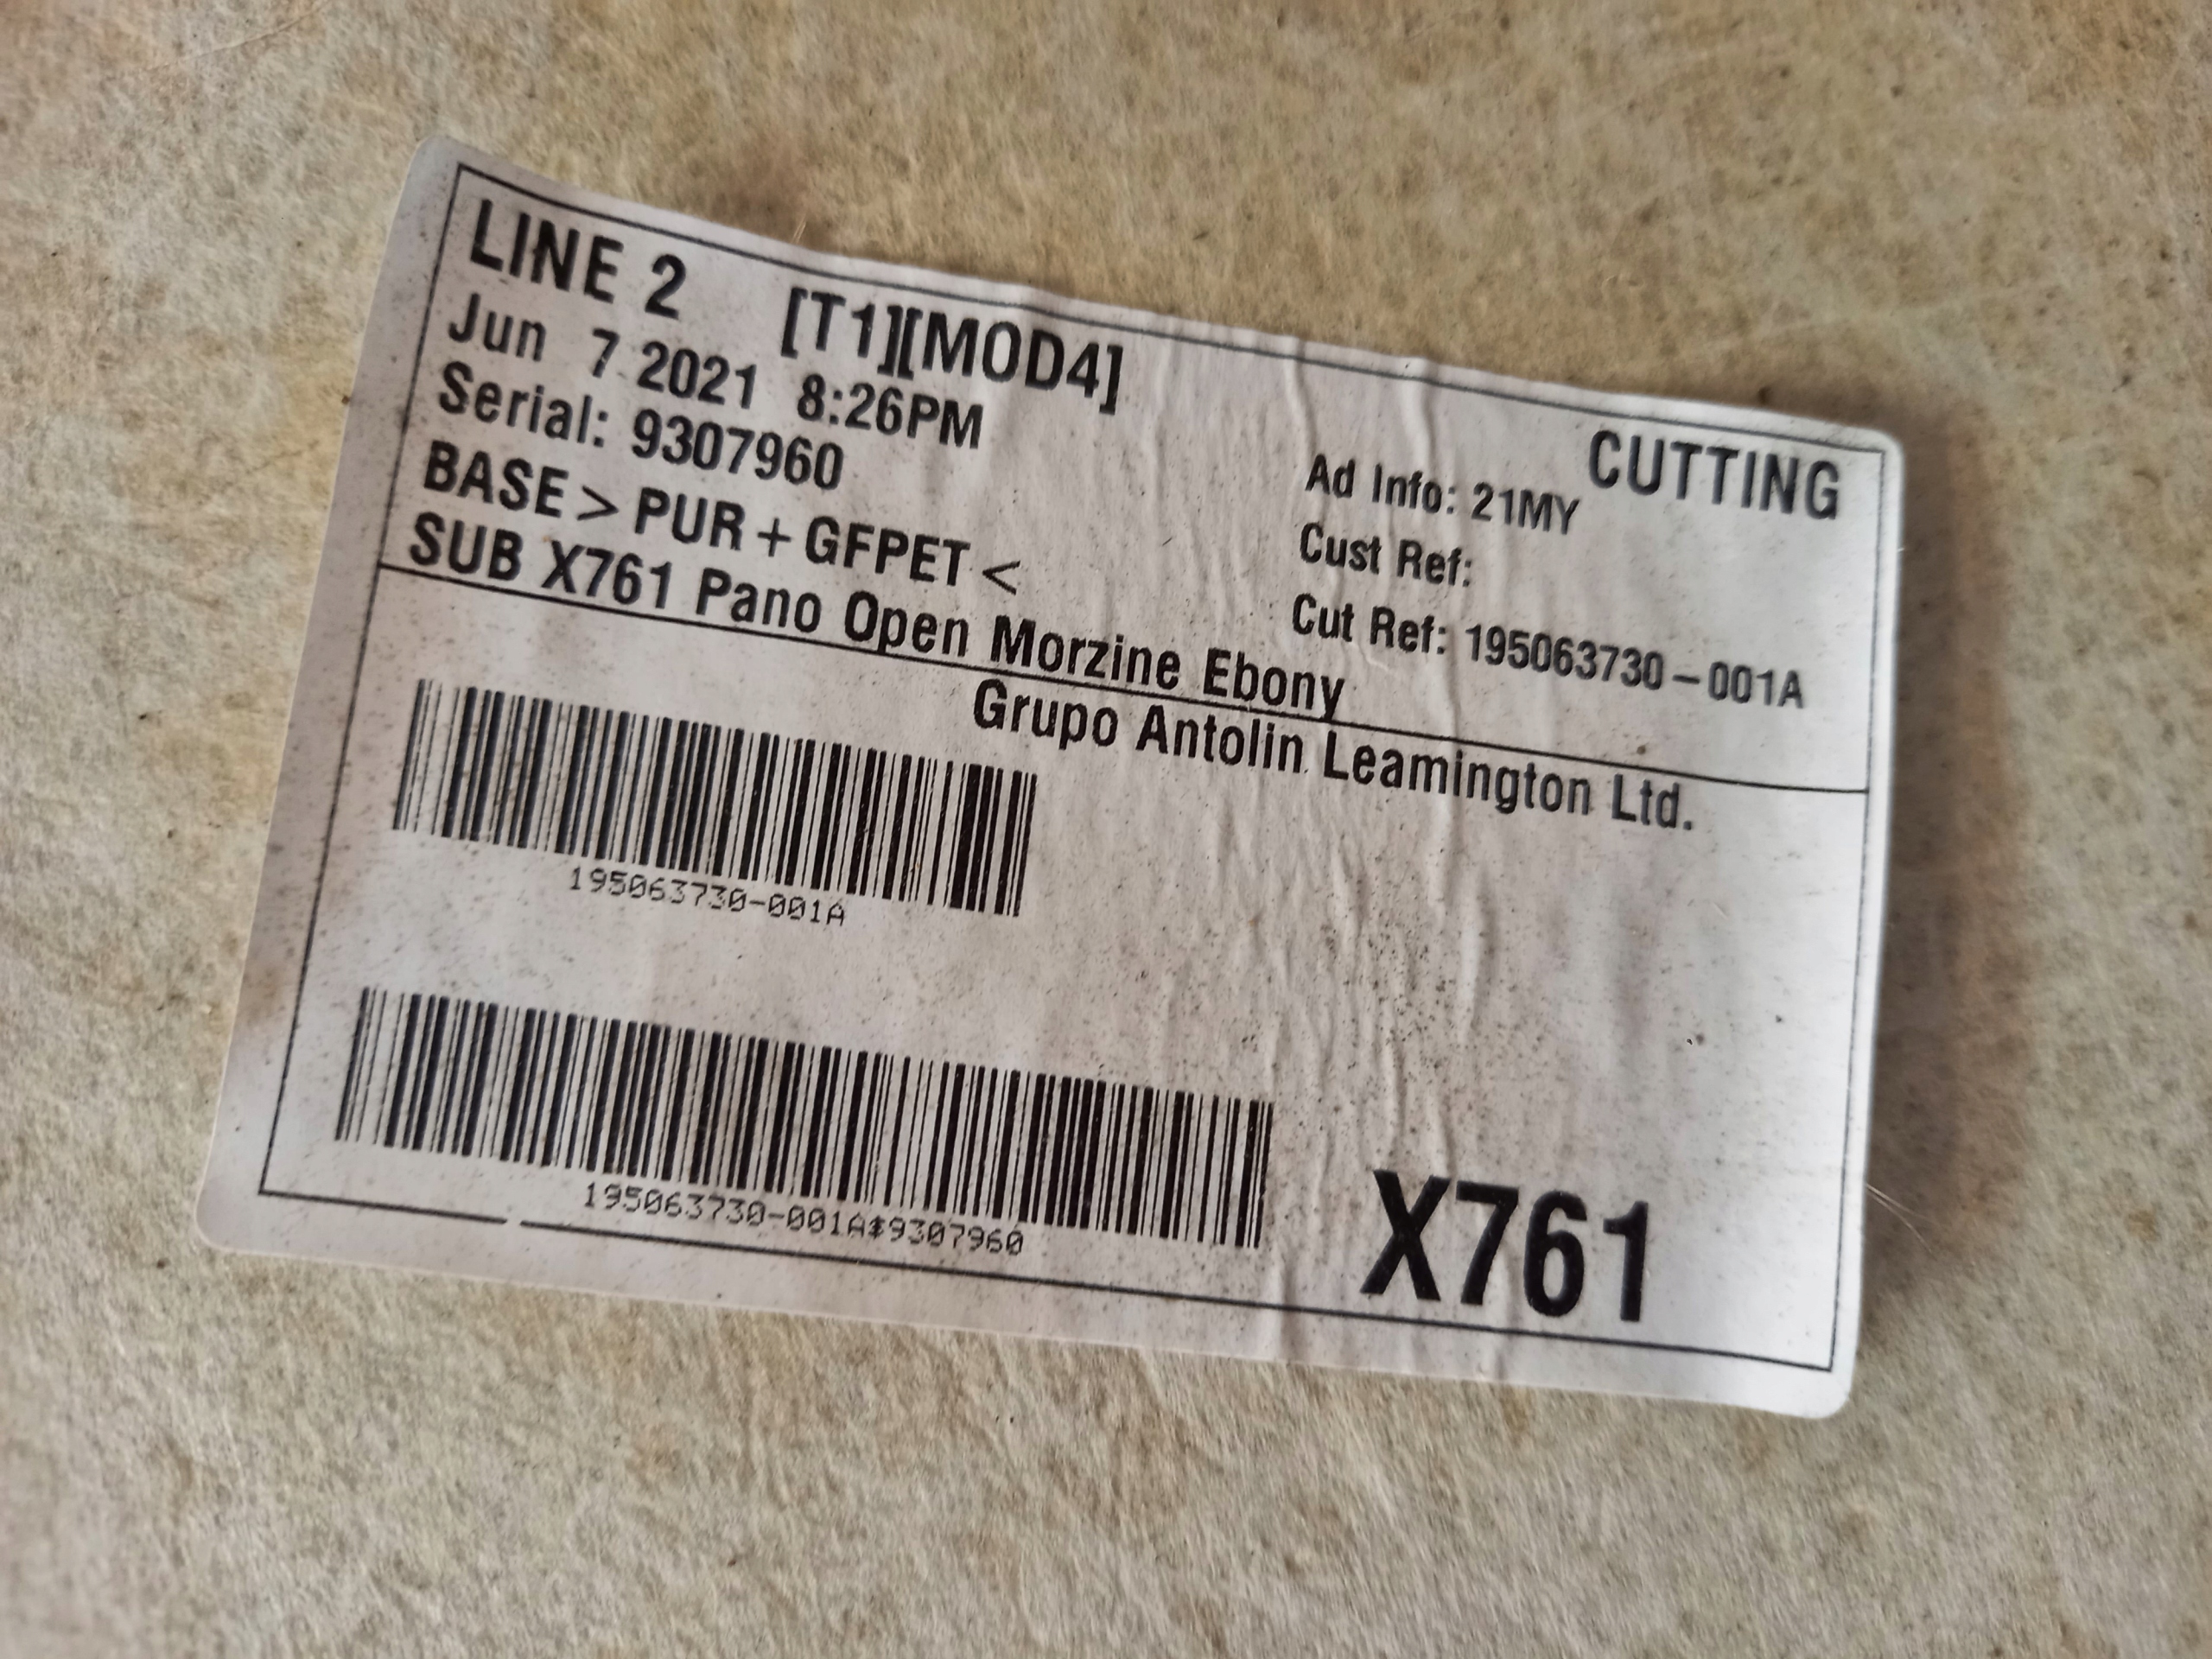 LINE 2 [T1][MOD4]
CUTTING
Jun 7 2021 8:26PM
Ad Info: 21MY
Serial: 9307960
Cust Ref:
BASE > PUR + GFPET <
Cut Ref: 195063730-001A
SUB X761 Pano Open Morzine Ebony
Grupo Antolin Leamington Ltd.
195063730-001A
195063730-001A$9307960
X761